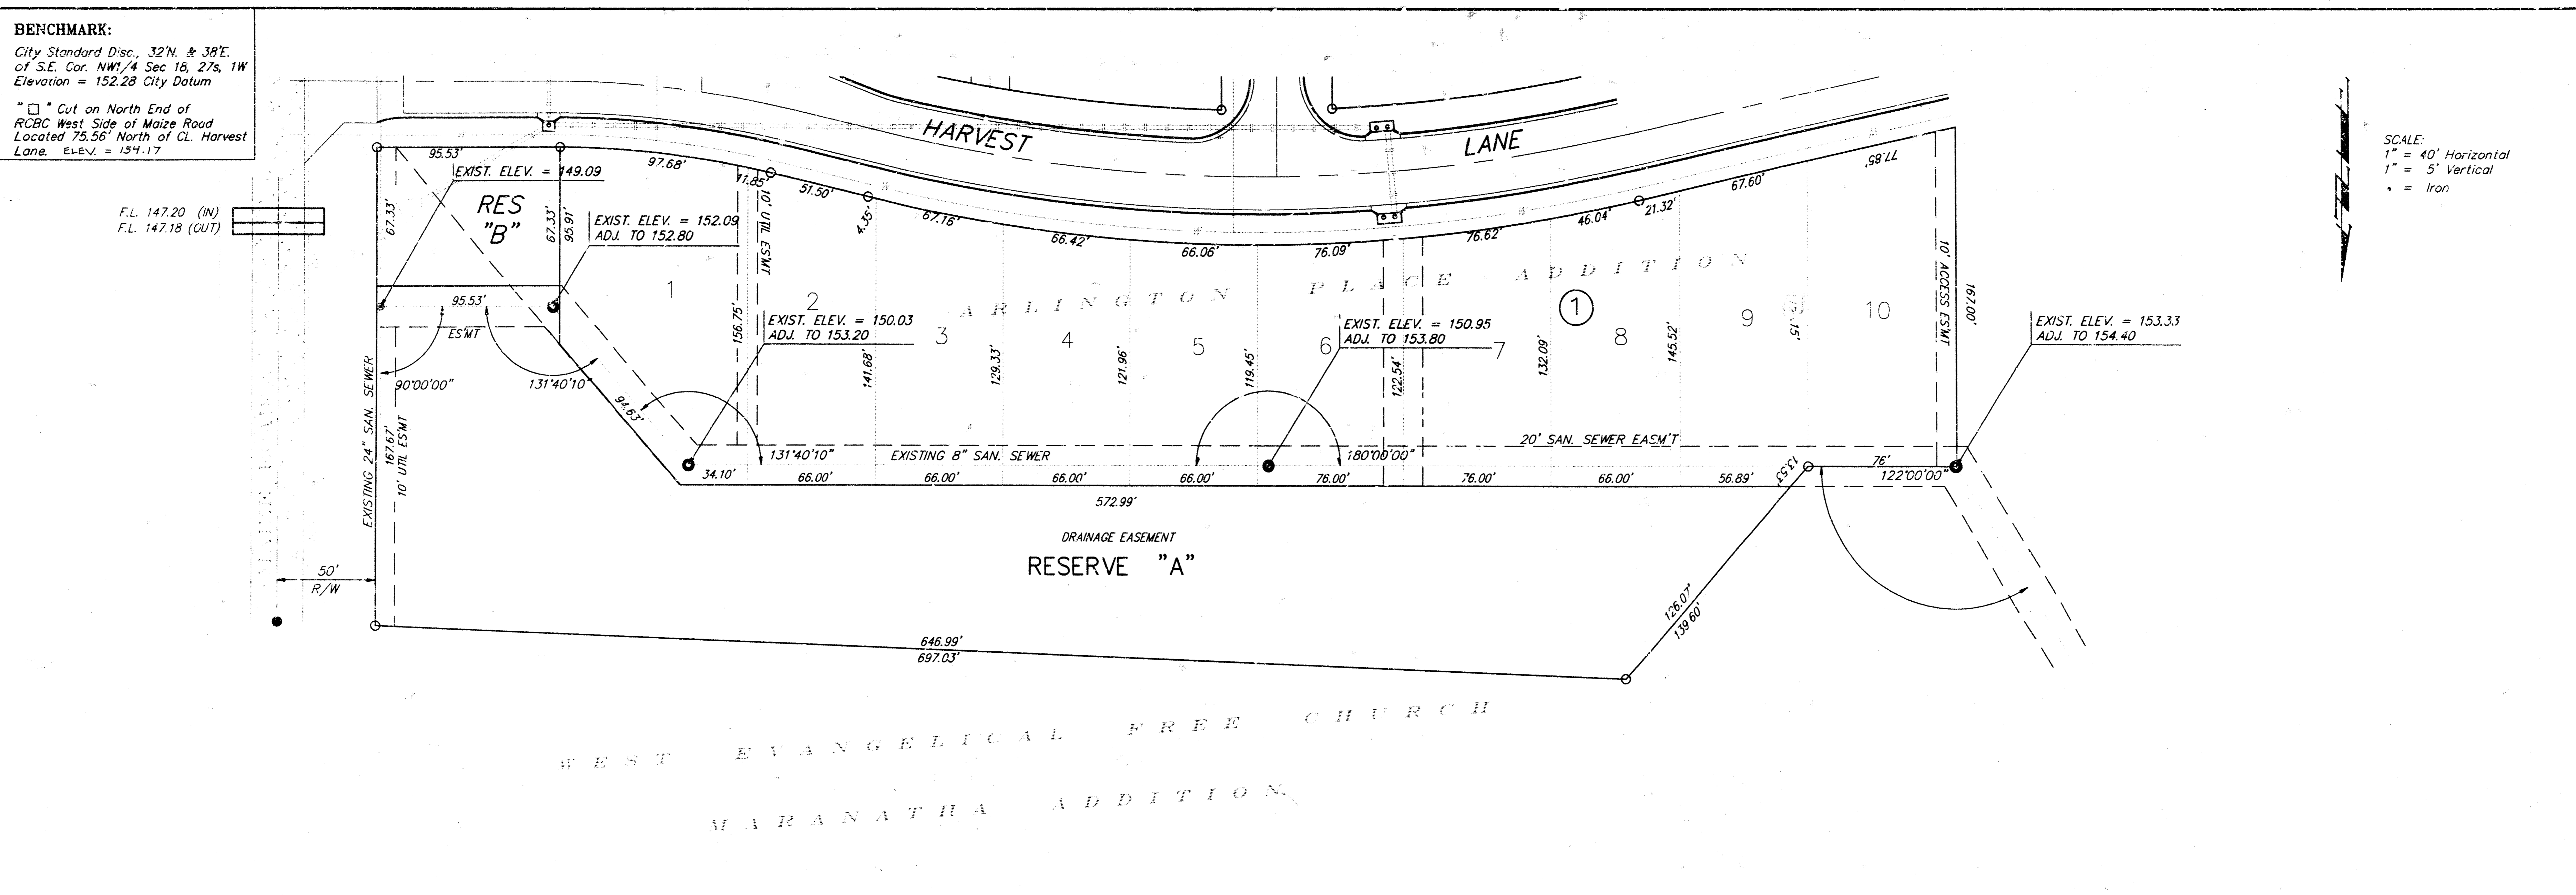 BENCHMARK:
City Standard Disc., 32'N. & 38'E.
of S.E. Cor. NW1/4 Sec 18, 27s, 1W
Elevation = 152.28 City Datum
"□" Cut on North End of
RCBC West Side of Maize Road
Located 75.56' North of CL. Harvest
Lane. ELEV. = 154.17
SCALE:
1" = 40' Horizontal
1" = 5' Vertical
= Iron
HARVEST LANE
95.53'
97.68'
11.85'
51.50'
4.35'
67.16'
66.42'
66.06'
76.09'
76.62'
46.04'
21.32'
67.60'
77.85'
EXIST. ELEV. = 149.09
RES
"B"
F.L. 147.20 (IN)
F.L. 147.18 (OUT)
67.33'
67.33'
95.91'
EXIST. ELEV. = 152.09
ADJ. TO 152.80
10' UTIL ES'MT
ARLINGTON PLACE ADDITION
1
2
3
4
5
6
7
8
9
10
1
95.53'
ES'MT
90°00'00"
131°40'10"
94.63'
156.75'
EXIST. ELEV. = 150.03
ADJ. TO 153.20
141.68'
129.33'
121.96'
119.45'
EXIST. ELEV. = 150.95
ADJ. TO 153.80
122.54'
132.09'
145.52'
10' ACCESS ES'MT
167.00'
EXIST. ELEV. = 153.33
ADJ. TO 154.40
EXISTING 24" SAN. SEWER
167.67'
10' UTIL ES'MT
131°40'10"
EXISTING 8" SAN. SEWER
180°00'00"
20' SAN. SEWER EASM'T
13.53'
76'
122°00'00"
34.10'
66.00'
66.00'
66.00'
66.00'
76.00'
76.00'
66.00'
56.89'
572.99'
DRAINAGE EASEMENT
RESERVE "A"
50'
R/W
126.07'
139.60'
646.99'
697.03'
WEST EVANGELICAL FREE CHURCH
MARANATHA ADDITION